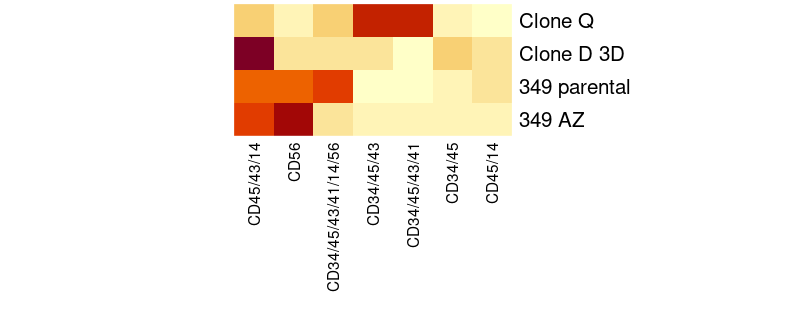 Clone Q
Clone D 3D
349 parental
349 AZ
CD45/43/14
CD56
CD34/45/43/41/14/56
CD34/45/43
CD34/45/43/41
CD34/45
CD45/14